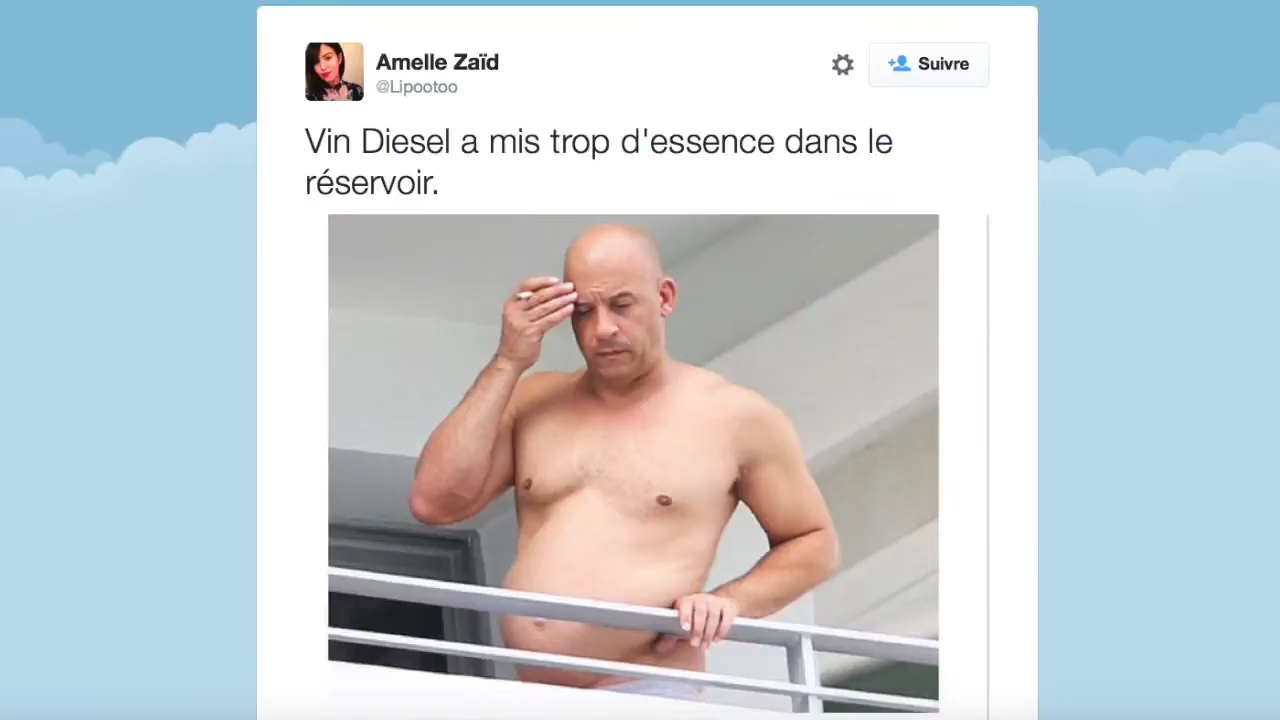 Amelle Zaïd
@Lipootoo
Suivre
Vin Diesel a mis trop d'essence dans le
réservoir.